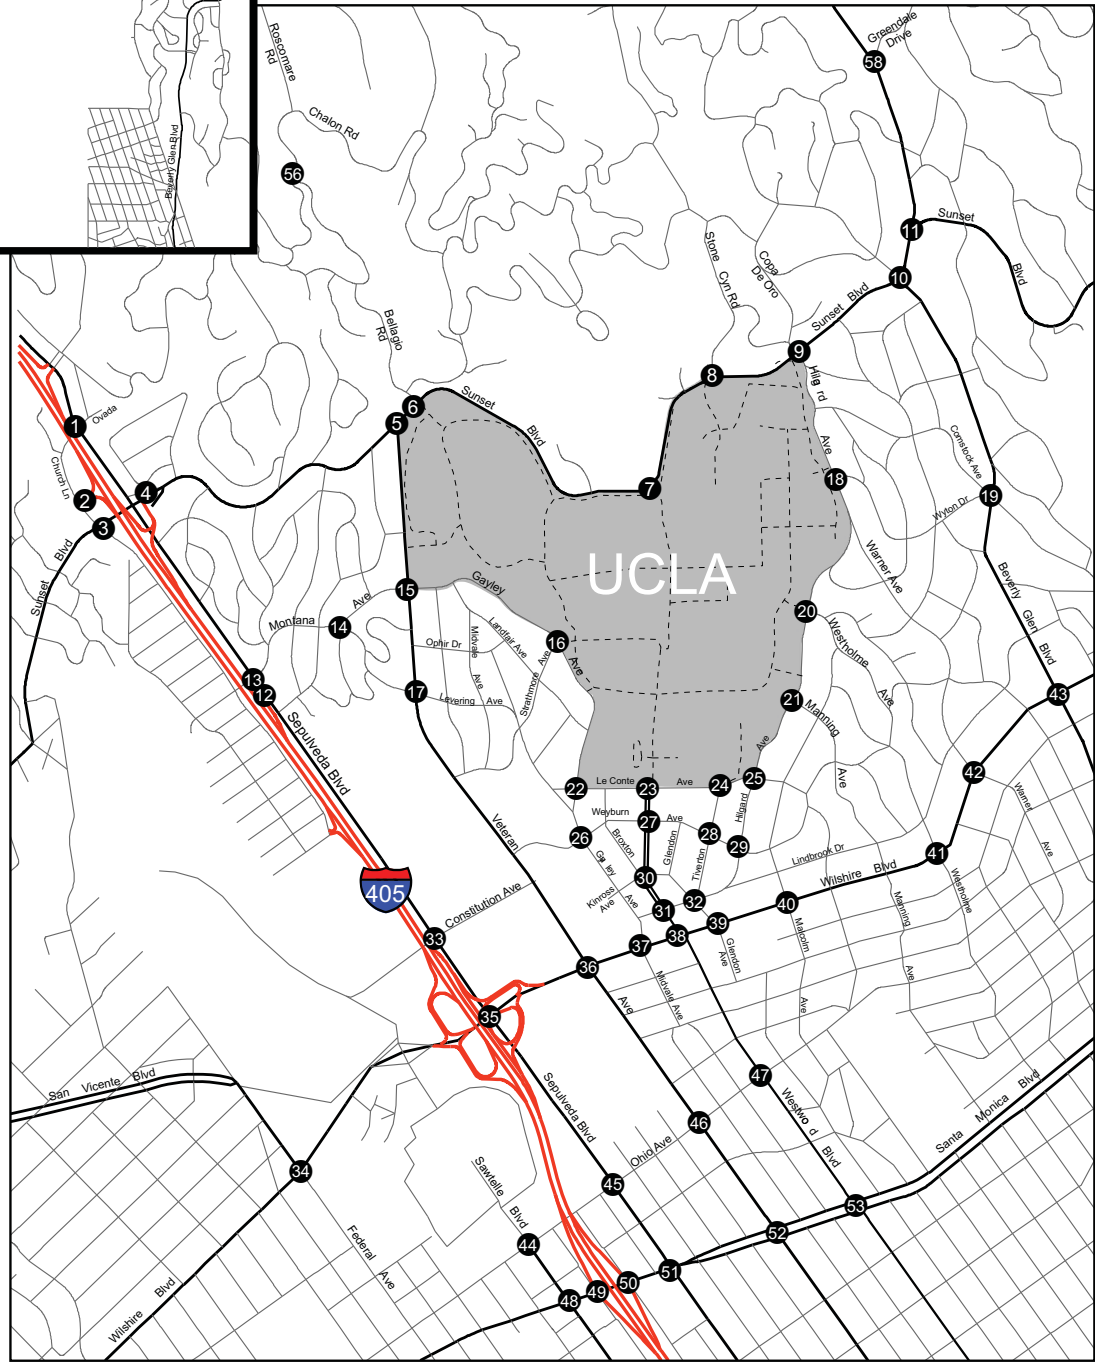 Roscomare
Rd
Chalon Rd
Greendale
Drive
58
Beverly Glen Blvd
56
11
Sunset
Blvd
Stone
Cyn Rd
Copa
De Oro
10
Sunset Blvd
Bellagio
Rd
9
8
Hilg rd
Ave
6
5
Sunset
Blvd
1
Ovada
Church Ln
2
4
3
7
18
Comstock Ave
19
Wyton Dr
Sunset
Blvd
UCLA
Warner Ave
Beverly
Glen
Blvd
15
Gayley
Ave
Montana
Ave
14
Ophir Dr
Midvale
Ave
Landfair Ave
Strathmore
Ave
16
20
Westholme
Ave
13
12
17
Levering
Ave
21
Manning
Ave
43
Sepulveda Blvd
Ave
22
Le Conte
23
Ave
24
25
42
Warner
Ave
Veteran
Weyburn
27
Ave
28
Hilgard
26
Broxton
Glendon
29
Ga ley
Tiverton
Lindbrook Dr
41
405
Constitution Ave
30
Wilshire
Blvd
Kinross
Ave
Ave
32
31
40
Manning
Westholme
33
39
38
37
Malcolm
Glendon
Ave
36
Midvale Ave
Ave
Ave
Ave
35
San Vicente Blvd
Sepulveda Blvd
47
Westwo d
Blvd
Santa Monica Blvd
46
Ohio Ave
34
Sawtelle
Blvd
45
53
Federal
Ave
44
52
51
50
49
48
Wilshire
Blvd